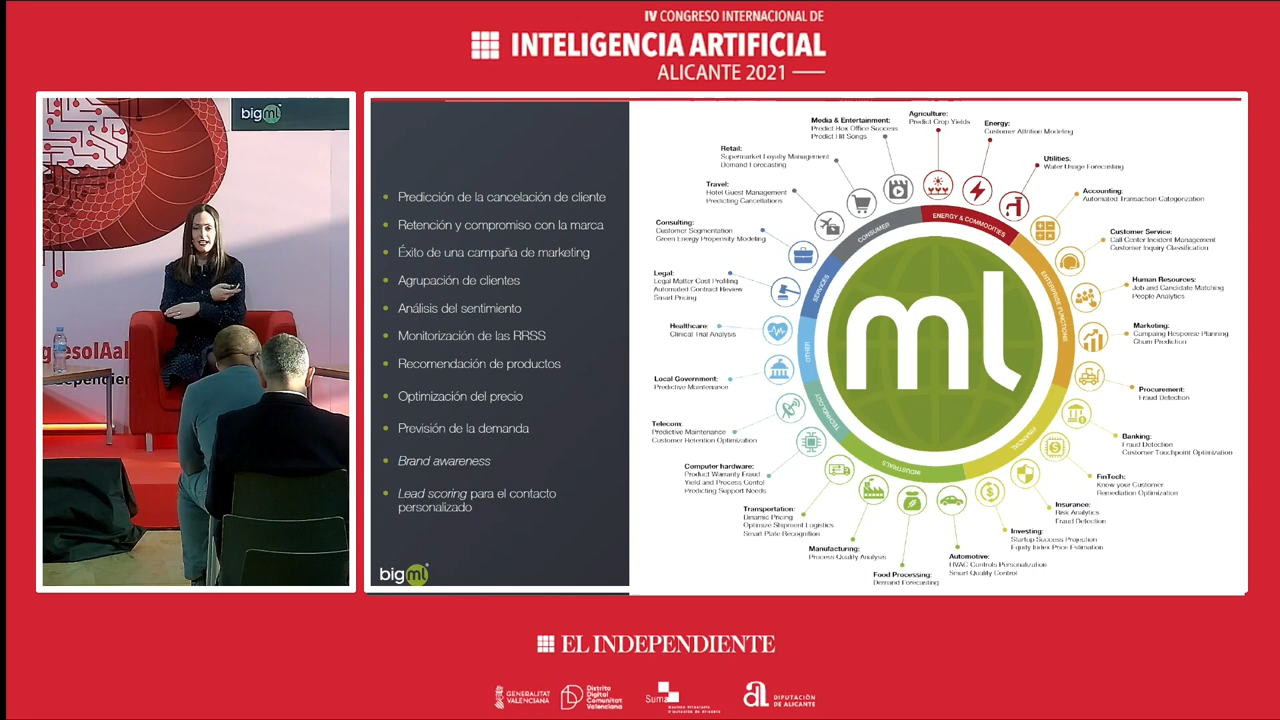 IV CONGRESO INTERNACIONAL DE
INTELIGENCIA ARTIFICIAL
ALICANTE 2021
bigml
gresoIAal
ndependien
Predicción de la cancelación de cliente
Retención y compromiso con la marca
Éxito de una campaña de marketing
Agrupación de clientes
Análisis del sentimiento
Monitorización de las RRSS
Recomendación de productos
Optimización del precio
Previsión de la demanda
Brand awareness
Lead scoring para el contacto
personalizado
bigml
Media & Entertainment:
Predict Box Office Success
Predict Hit Songs
Agriculture:
Predict Crop Yields
Energy:
Customer Attrition Modeling
Utilities:
Water Usage Forecasting
Accounting:
Automated Transaction Categorization
Customer Service:
Call Center Incident Management
Customer Inquiry Classification
Human Resources:
Job and Candidate Matching
People Analytics
Marketing:
Campaing Response Planning
Churn Prediction
Procurement:
Fraud Detection
Banking:
Fraud Detection
Customer Touchpoint Optimization
FinTech:
Know your Customer
Remediation Optimization
Insurance:
Risk Analytics
Fraud Detection
Investing:
Startup Success Projection
Equity Index Price Estimation
Automotive:
HVAC Controls Personalization
Smart Quality Control
Food Processing:
Demand Forecasting
Manufacturing:
Process Quality Analysis
Transportation:
Dinamic Pricing
Optimize Shipment Logistics
Smart Plate Recognition
Computer hardware:
Product Warranty Fraud
Yield and Process Contol
Predicting Support Needs
Telecom:
Predictive Maintenance
Customer Retention Optimization
Local Government:
Predictive Maintenance
Healthcare:
Clinical Trial Analysis
Legal:
Legal Matter Cost Profiling
Automated Contract Review
Smart Pricing
Consulting:
Customer Segmentation
Green Energy Propensity Modeling
Travel:
Hotel Guest Management
Predicting Cancellations
Retail:
Supermarket Loyalty Management
Demand Forecasting
CONSUMER
ENERGY & COMMODITIES
ENTERPRISE FUNCTIONS
FINANCIAL
INDUSTRIALS
TECHNOLOGY
OTHER
SERVICES
ml
EL INDEPENDIENTE
GENERALITAT
VALENCIANA
Distrito
Digital
Comunitat
Valenciana
Suma
DIPUTACIÓN
DE ALICANTE